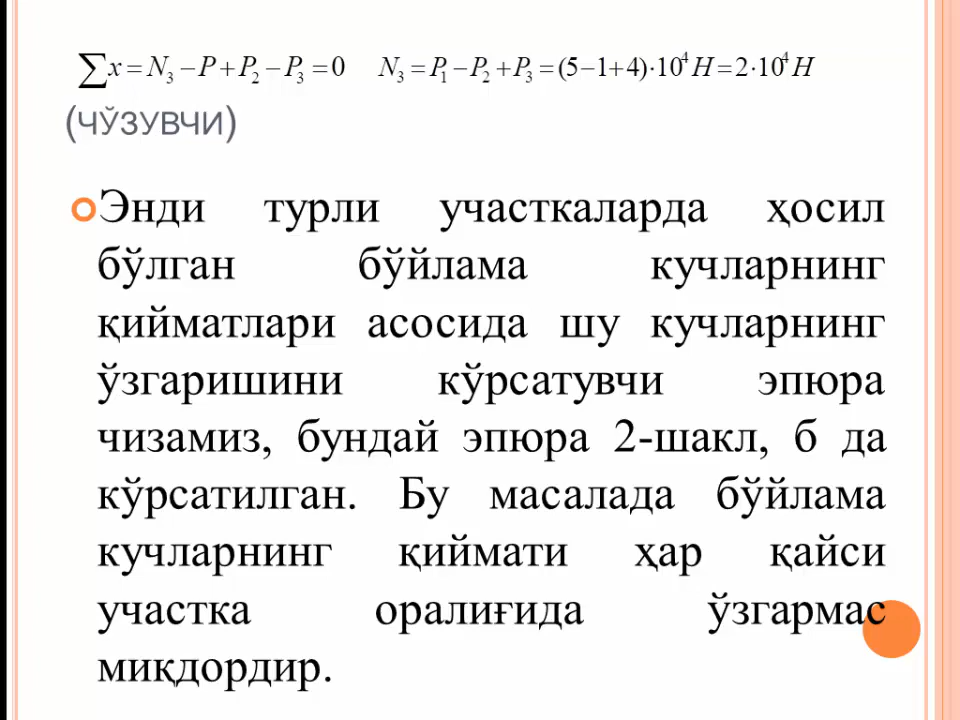 ∑x = N₃ − P + P₂ − P₃ = 0 N₃ = P₁ − P₂ + P₃ = (5−1+4)·10⁴ H = 2·10⁴ H
(ЧЎЗУВЧИ)
Энди турли участкаларда ҳосил
бўлган бўйлама кучларнинг
қийматлари асосида шу кучларнинг
ўзгаришини кўрсатувчи эпюра
чизамиз, бундай эпюра 2-шакл, б да
кўрсатилган. Бу масалада бўйлама
кучларнинг қиймати ҳар қайси
участка оралиғида ўзгармас
миқдордир.